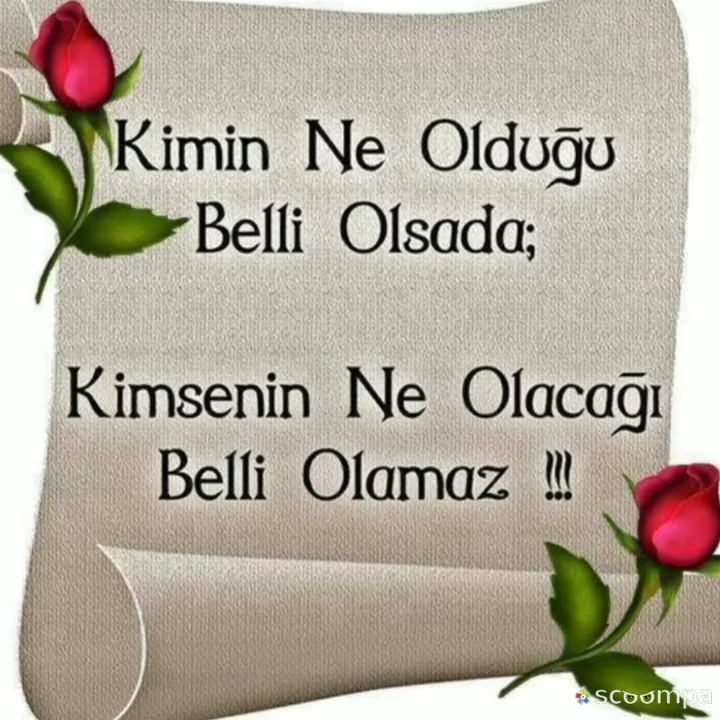 Kimin Ne Olduğu
Belli Olsada;
Kimsenin Ne Olacağı
Belli Olamaz !!!
scoompa